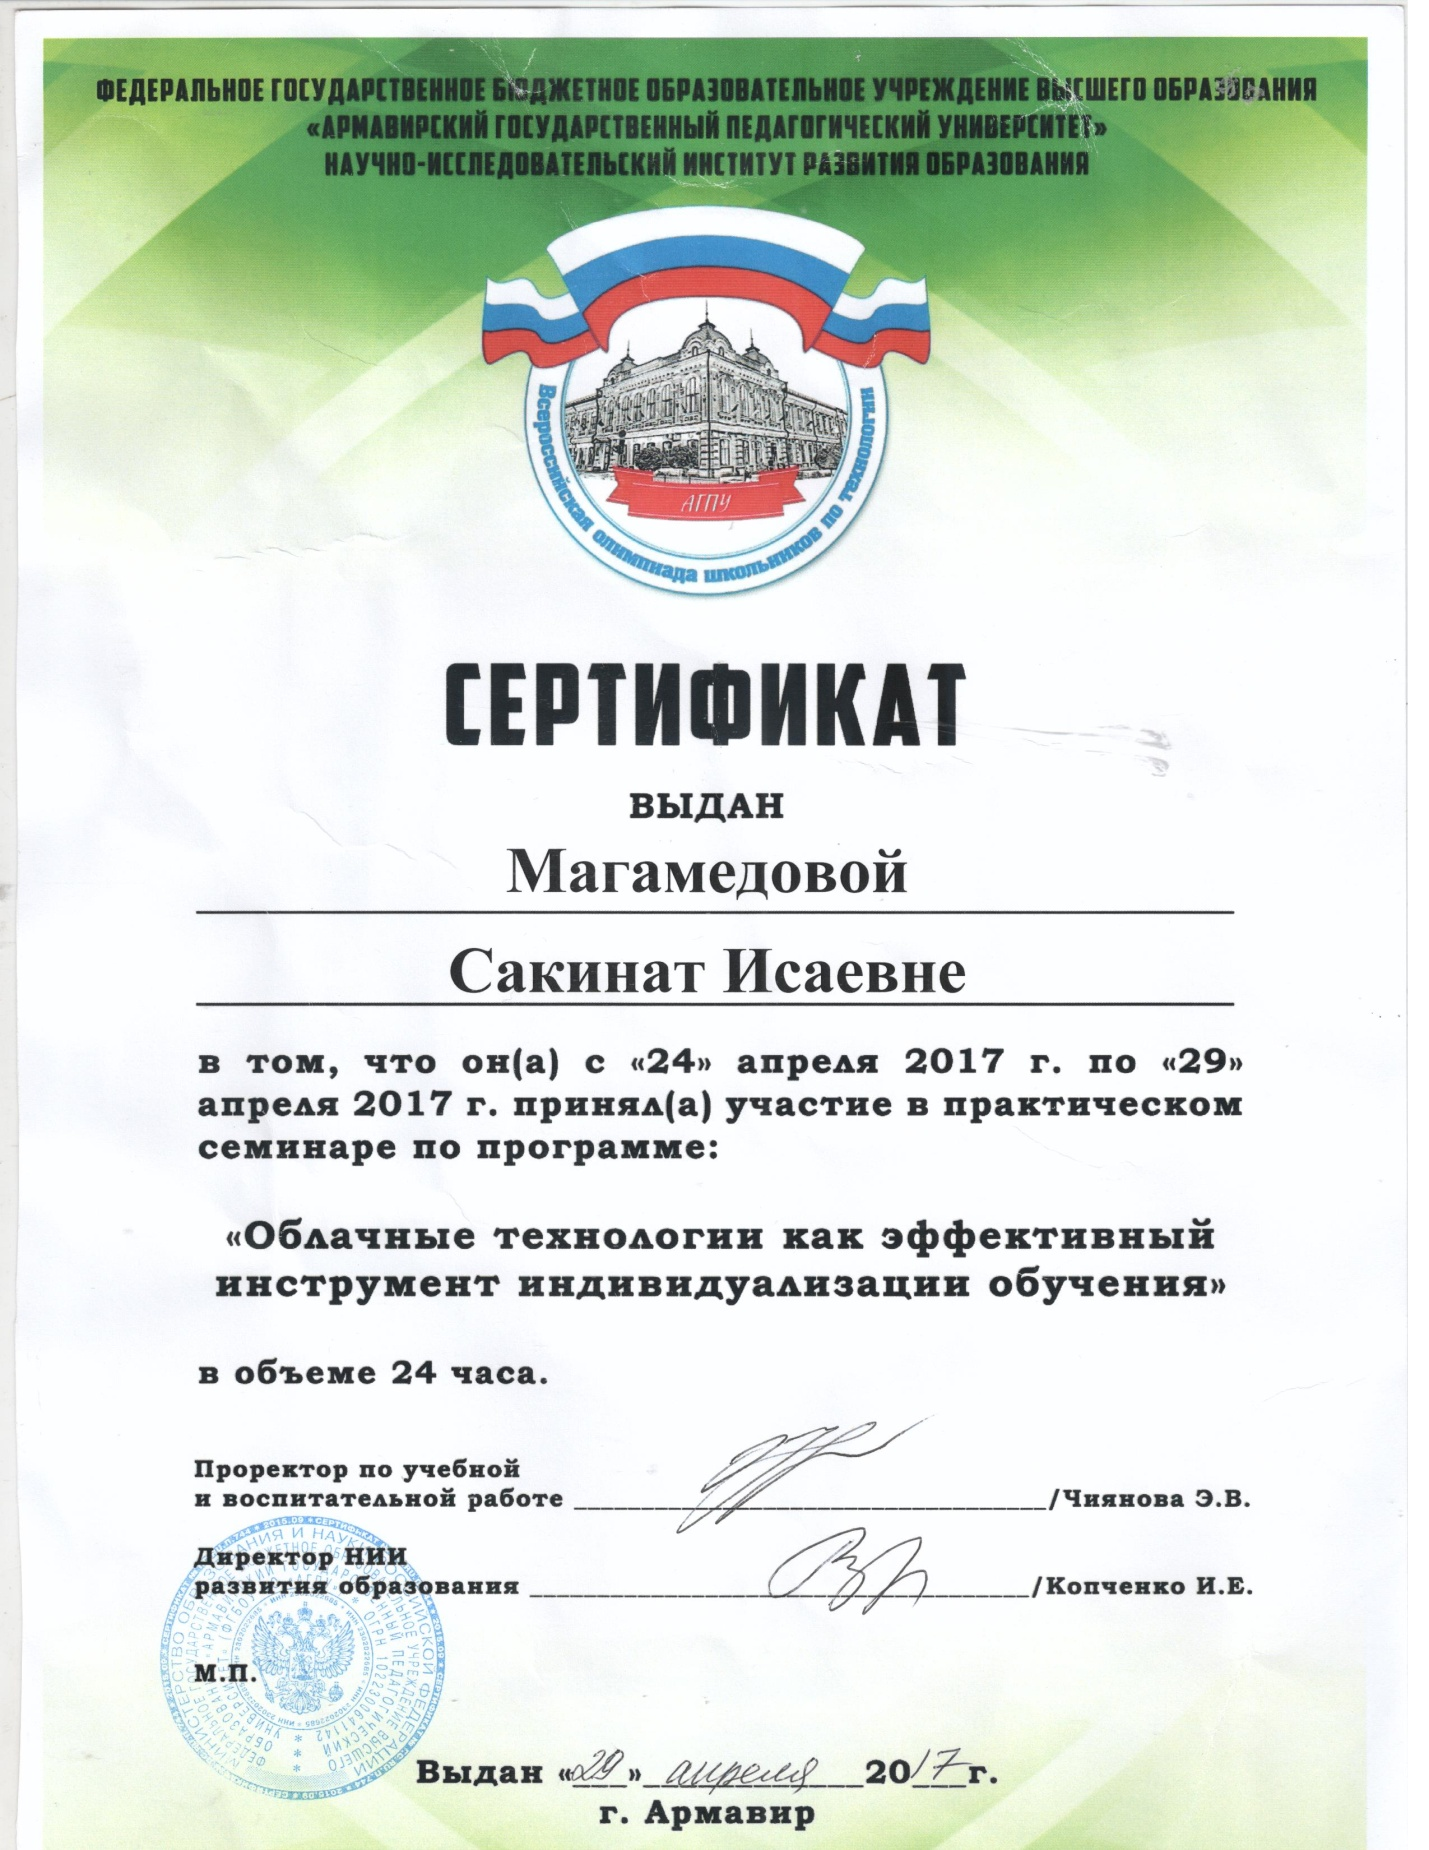 ФЕДЕРАЛЬНОЕ ГОСУДАРСТВЕННОЕ БЮДЖЕТНОЕ ОБРАЗОВАТЕЛЬНОЕ УЧРЕЖДЕНИЕ ВЫСШЕГО ОБРАЗОВАНИЯ
«АРМАВИРСКИЙ ГОСУДАРСТВЕННЫЙ ПЕДАГОГИЧЕСКИЙ УНИВЕРСИТЕТ»
НАУЧНО-ИССЛЕДОВАТЕЛЬСКИЙ ИНСТИТУТ РАЗВИТИЯ ОБРАЗОВАНИЯ
АГПУ
Всероссийская олимпиада школьников по технологии
СЕРТИФИКАТ
ВЫДАН
Магамедовой
Сакинат Исаевне
в том, что он(а) с «24» апреля 2017 г. по «29»
апреля 2017 г. принял(а) участие в практическом
семинаре по программе:
«Облачные технологии как эффективный
инструмент индивидуализации обучения»
в объеме 24 часа.
Проректор по учебной
и воспитательной работе /Чиянова Э.В.
Директор НИИ
развития образования /Копченко И.Е.
М.П.
Выдан «29» апреля 2017 г.
г. Армавир